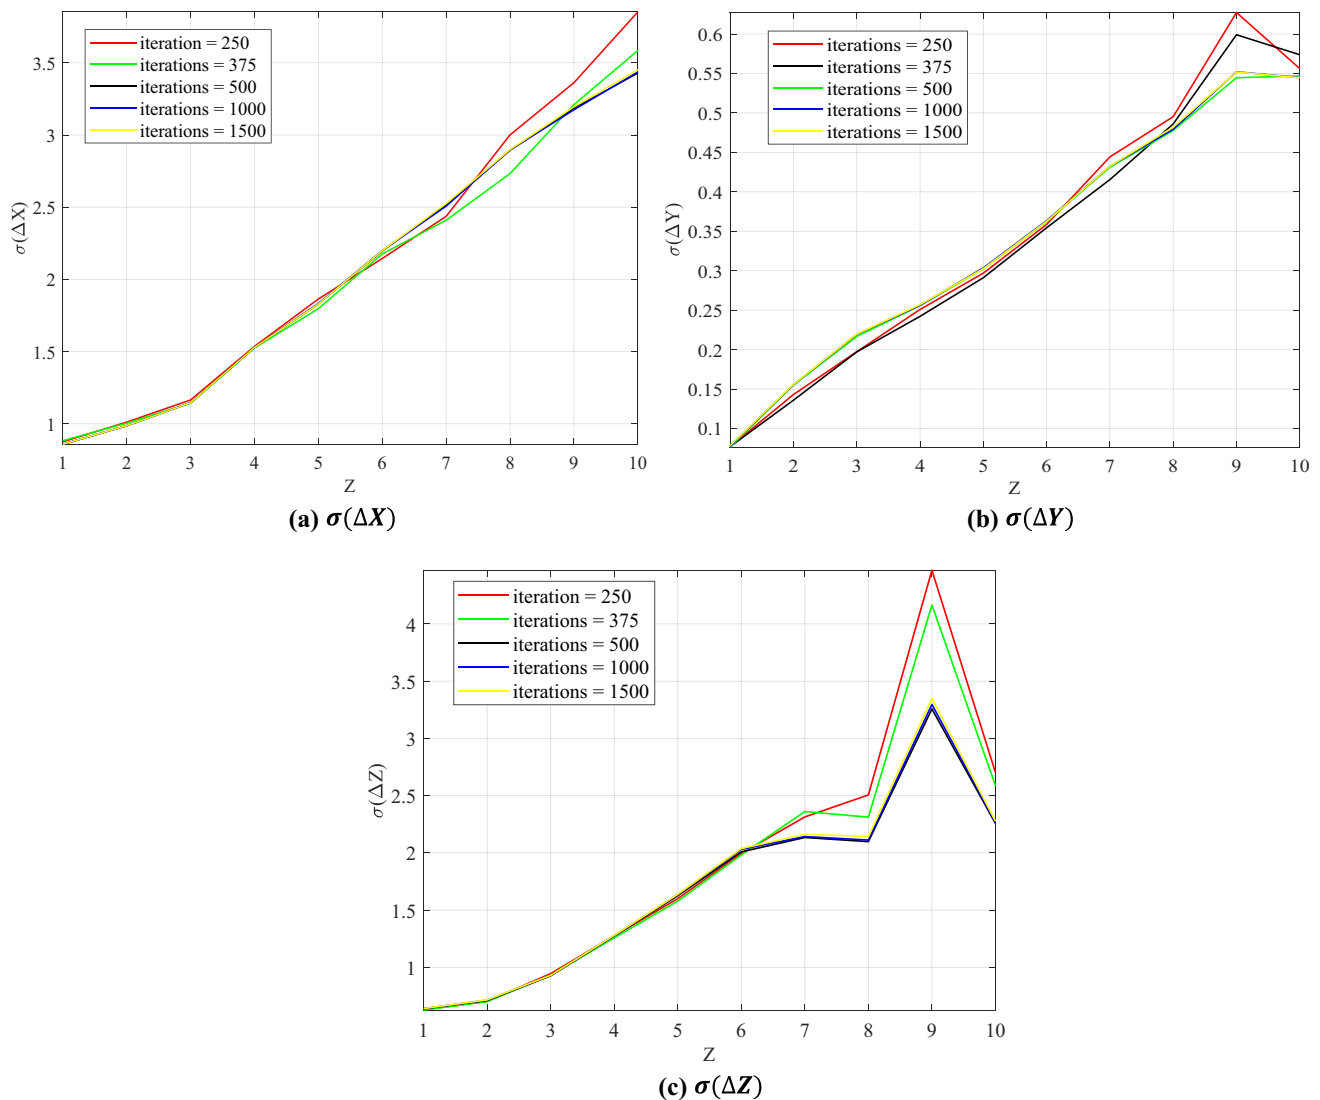 iteration = 250
iterations = 375
iterations = 500
iterations = 1000
iterations = 1500
3.5
3
2.5
2
1.5
1
σ(ΔX)
1 2 3 4 5 6 7 8 9 10
Z
(a) σ(ΔX)
iterations = 250
iterations = 375
iterations = 500
iterations = 1000
iterations = 1500
0.6
0.55
0.5
0.45
0.4
0.35
0.3
0.25
0.2
0.15
0.1
σ(ΔY)
1 2 3 4 5 6 7 8 9 10
Z
(b) σ(ΔY)
iteration = 250
iterations = 375
iterations = 500
iterations = 1000
iterations = 1500
4
3.5
3
2.5
2
1.5
1
σ(ΔZ)
1 2 3 4 5 6 7 8 9 10
Z
(c) σ(ΔZ)